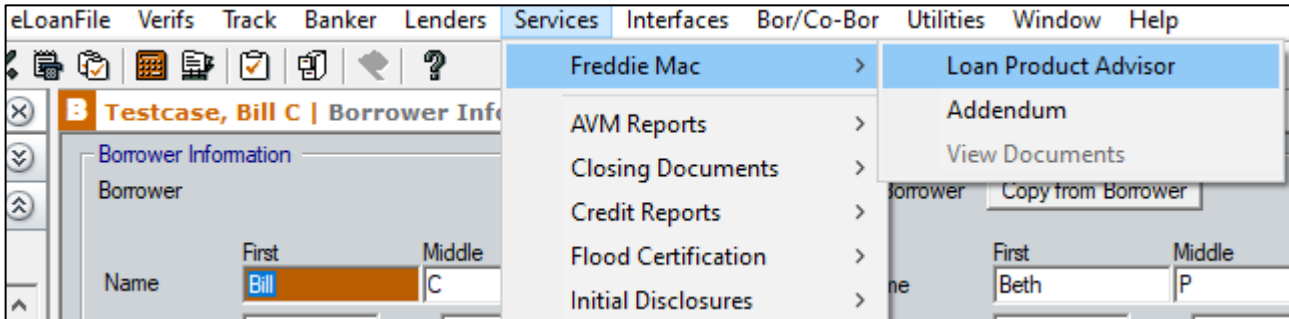 eLoanFile Verifs Track Banker Lenders Services Interfaces Bor/Co-Bor Utilities Window Help
Freddie Mac > Loan Product Advisor
B Testcase, Bill C | Borrower Info
Addendum
AVM Reports >
View Documents
Borrower Information
Closing Documents >
Borrower
Borrower Copy from Borrower
Credit Reports >
First Middle
First Middle
Flood Certification >
Name Bill C
Beth P
Initial Disclosures >